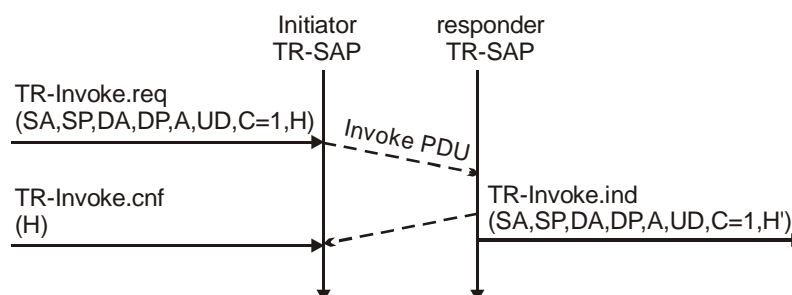 Initiator
TR-SAP
responder
TR-SAP
TR-Invoke.req
(SA,SP,DA,DP,A,UD,C=1,H)
Invoke PDU
TR-Invoke.cnf
(H)
TR-Invoke.ind
(SA,SP,DA,DP,A,UD,C=1,H')